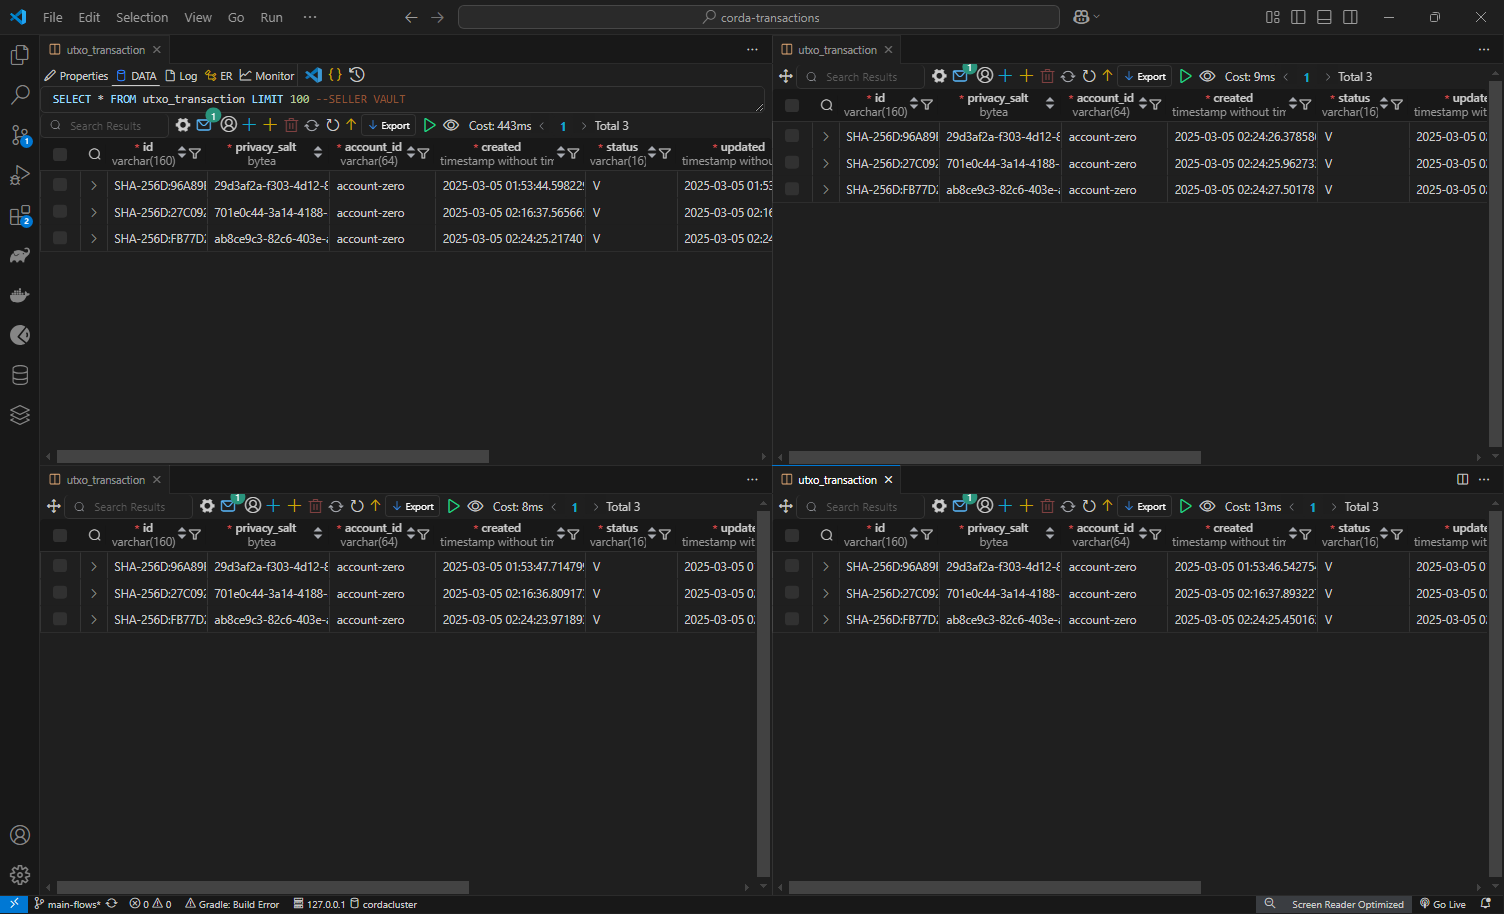 File Edit Selection View Go Run ··· corda-transactions
utxo_transaction
Properties DATA Log ER Monitor { }
SELECT * FROM utxo_transaction LIMIT 100 --SELLER VAULT
Search Results 1 Export Cost: 443ms 1 Total 3
* id * privacy_salt * account_id * created * status * updated
varchar(160) bytea varchar(64) timestamp without tim varchar(16) timestamp withou
SHA-256D:96A89 29d3af2a-f303-4d12-8 account-zero 2025-03-05 01:53:44.598229 V 2025-03-05 01:53
SHA-256D:27C092 701e0c44-3a14-4188- account-zero 2025-03-05 02:16:37.56566 V 2025-03-05 02:16
SHA-256D:FB77D ab8ce9c3-82c6-403e- account-zero 2025-03-05 02:24:25.21740 V 2025-03-05 02:24
utxo_transaction
Search Results 1 Export Cost: 9ms 1 Total 3
* id * privacy_salt * account_id * created * status * update
varchar(160) bytea varchar(64) timestamp without tim varchar(16) timestamp wit
SHA-256D:96A89 29d3af2a-f303-4d12-8 account-zero 2025-03-05 02:24:26.37858 V 2025-03-05 0
SHA-256D:27C092 701e0c44-3a14-4188- account-zero 2025-03-05 02:24:25.96273 V 2025-03-05 0
SHA-256D:FB77D ab8ce9c3-82c6-403e- account-zero 2025-03-05 02:24:27.50178 V 2025-03-05 0
utxo_transaction
Search Results 1 Export Cost: 8ms 1 Total 3
* id * privacy_salt * account_id * created * status * update
varchar(160) bytea varchar(64) timestamp without tim varchar(16) timestamp wit
SHA-256D:96A89 29d3af2a-f303-4d12-8 account-zero 2025-03-05 01:53:47.71479 V 2025-03-05 0
SHA-256D:27C092 701e0c44-3a14-4188- account-zero 2025-03-05 02:16:36.80917 V 2025-03-05 0
SHA-256D:FB77D ab8ce9c3-82c6-403e- account-zero 2025-03-05 02:24:23.97189 V 2025-03-05 0
utxo_transaction
Search Results 1 Export Cost: 13ms 1 Total 3
* id * privacy_salt * account_id * created * status * update
varchar(160) bytea varchar(64) timestamp without tim varchar(16) timestamp wit
SHA-256D:96A89 29d3af2a-f303-4d12-8 account-zero 2025-03-05 01:53:46.54275 V 2025-03-05 0
SHA-256D:27C092 701e0c44-3a14-4188- account-zero 2025-03-05 02:16:37.89322 V 2025-03-05 0
SHA-256D:FB77D ab8ce9c3-82c6-403e- account-zero 2025-03-05 02:24:25.45016 V 2025-03-05 0
1
2
main-flows* 0 0 Gradle: Build Error 127.0.0.1 cordacluster Screen Reader Optimized Go Live